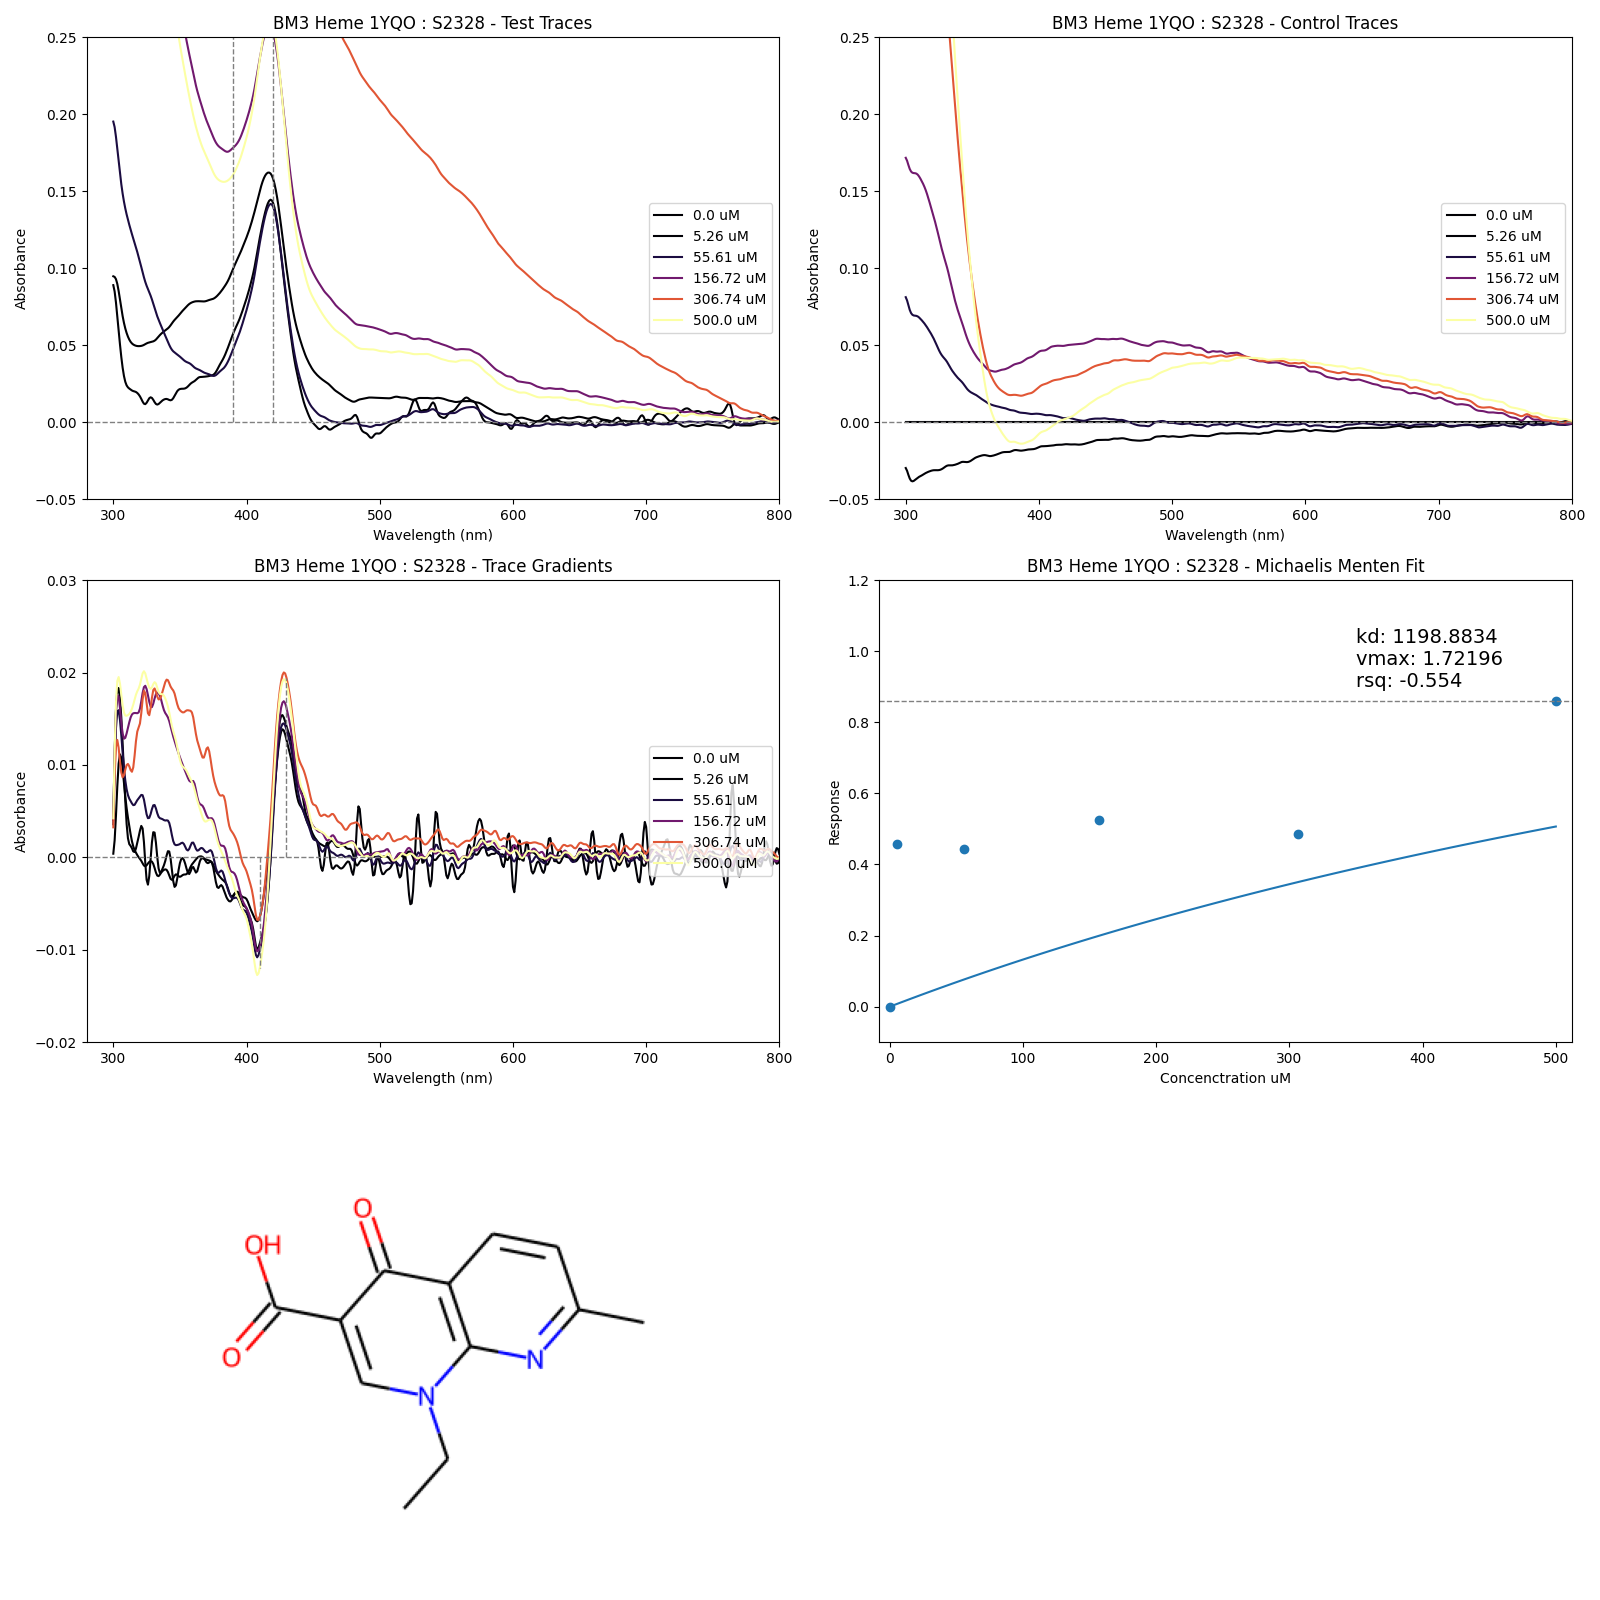 BM3 Heme 1YQO : S2328 - Test Traces
0.25
0.20
0.15
0.10
0.05
0.00
−0.05
Absorbance
0.0 uM
5.26 uM
55.61 uM
156.72 uM
306.74 uM
500.0 uM
300 400 500 600 700 800
Wavelength (nm)
BM3 Heme 1YQO : S2328 - Control Traces
0.25
0.20
0.15
0.10
0.05
0.00
−0.05
Absorbance
0.0 uM
5.26 uM
55.61 uM
156.72 uM
306.74 uM
500.0 uM
300 400 500 600 700 800
Wavelength (nm)
BM3 Heme 1YQO : S2328 - Trace Gradients
0.03
0.02
0.01
0.00
−0.01
−0.02
Absorbance
0.0 uM
5.26 uM
55.61 uM
156.72 uM
306.74 uM
500.0 uM
300 400 500 600 700 800
Wavelength (nm)
BM3 Heme 1YQO : S2328 - Michaelis Menten Fit
1.2
1.0
0.8
0.6
0.4
0.2
0.0
Response
kd: 1198.8834
vmax: 1.72196
rsq: -0.554
0 100 200 300 400 500
Concenctration uM
O
OH
O
N
N